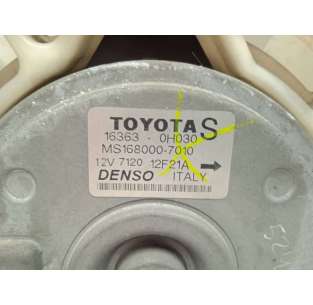 TOYOTA S
16363 - 0H030
MS168000-7010
12V 7120 12F21A
DENSO ITALY